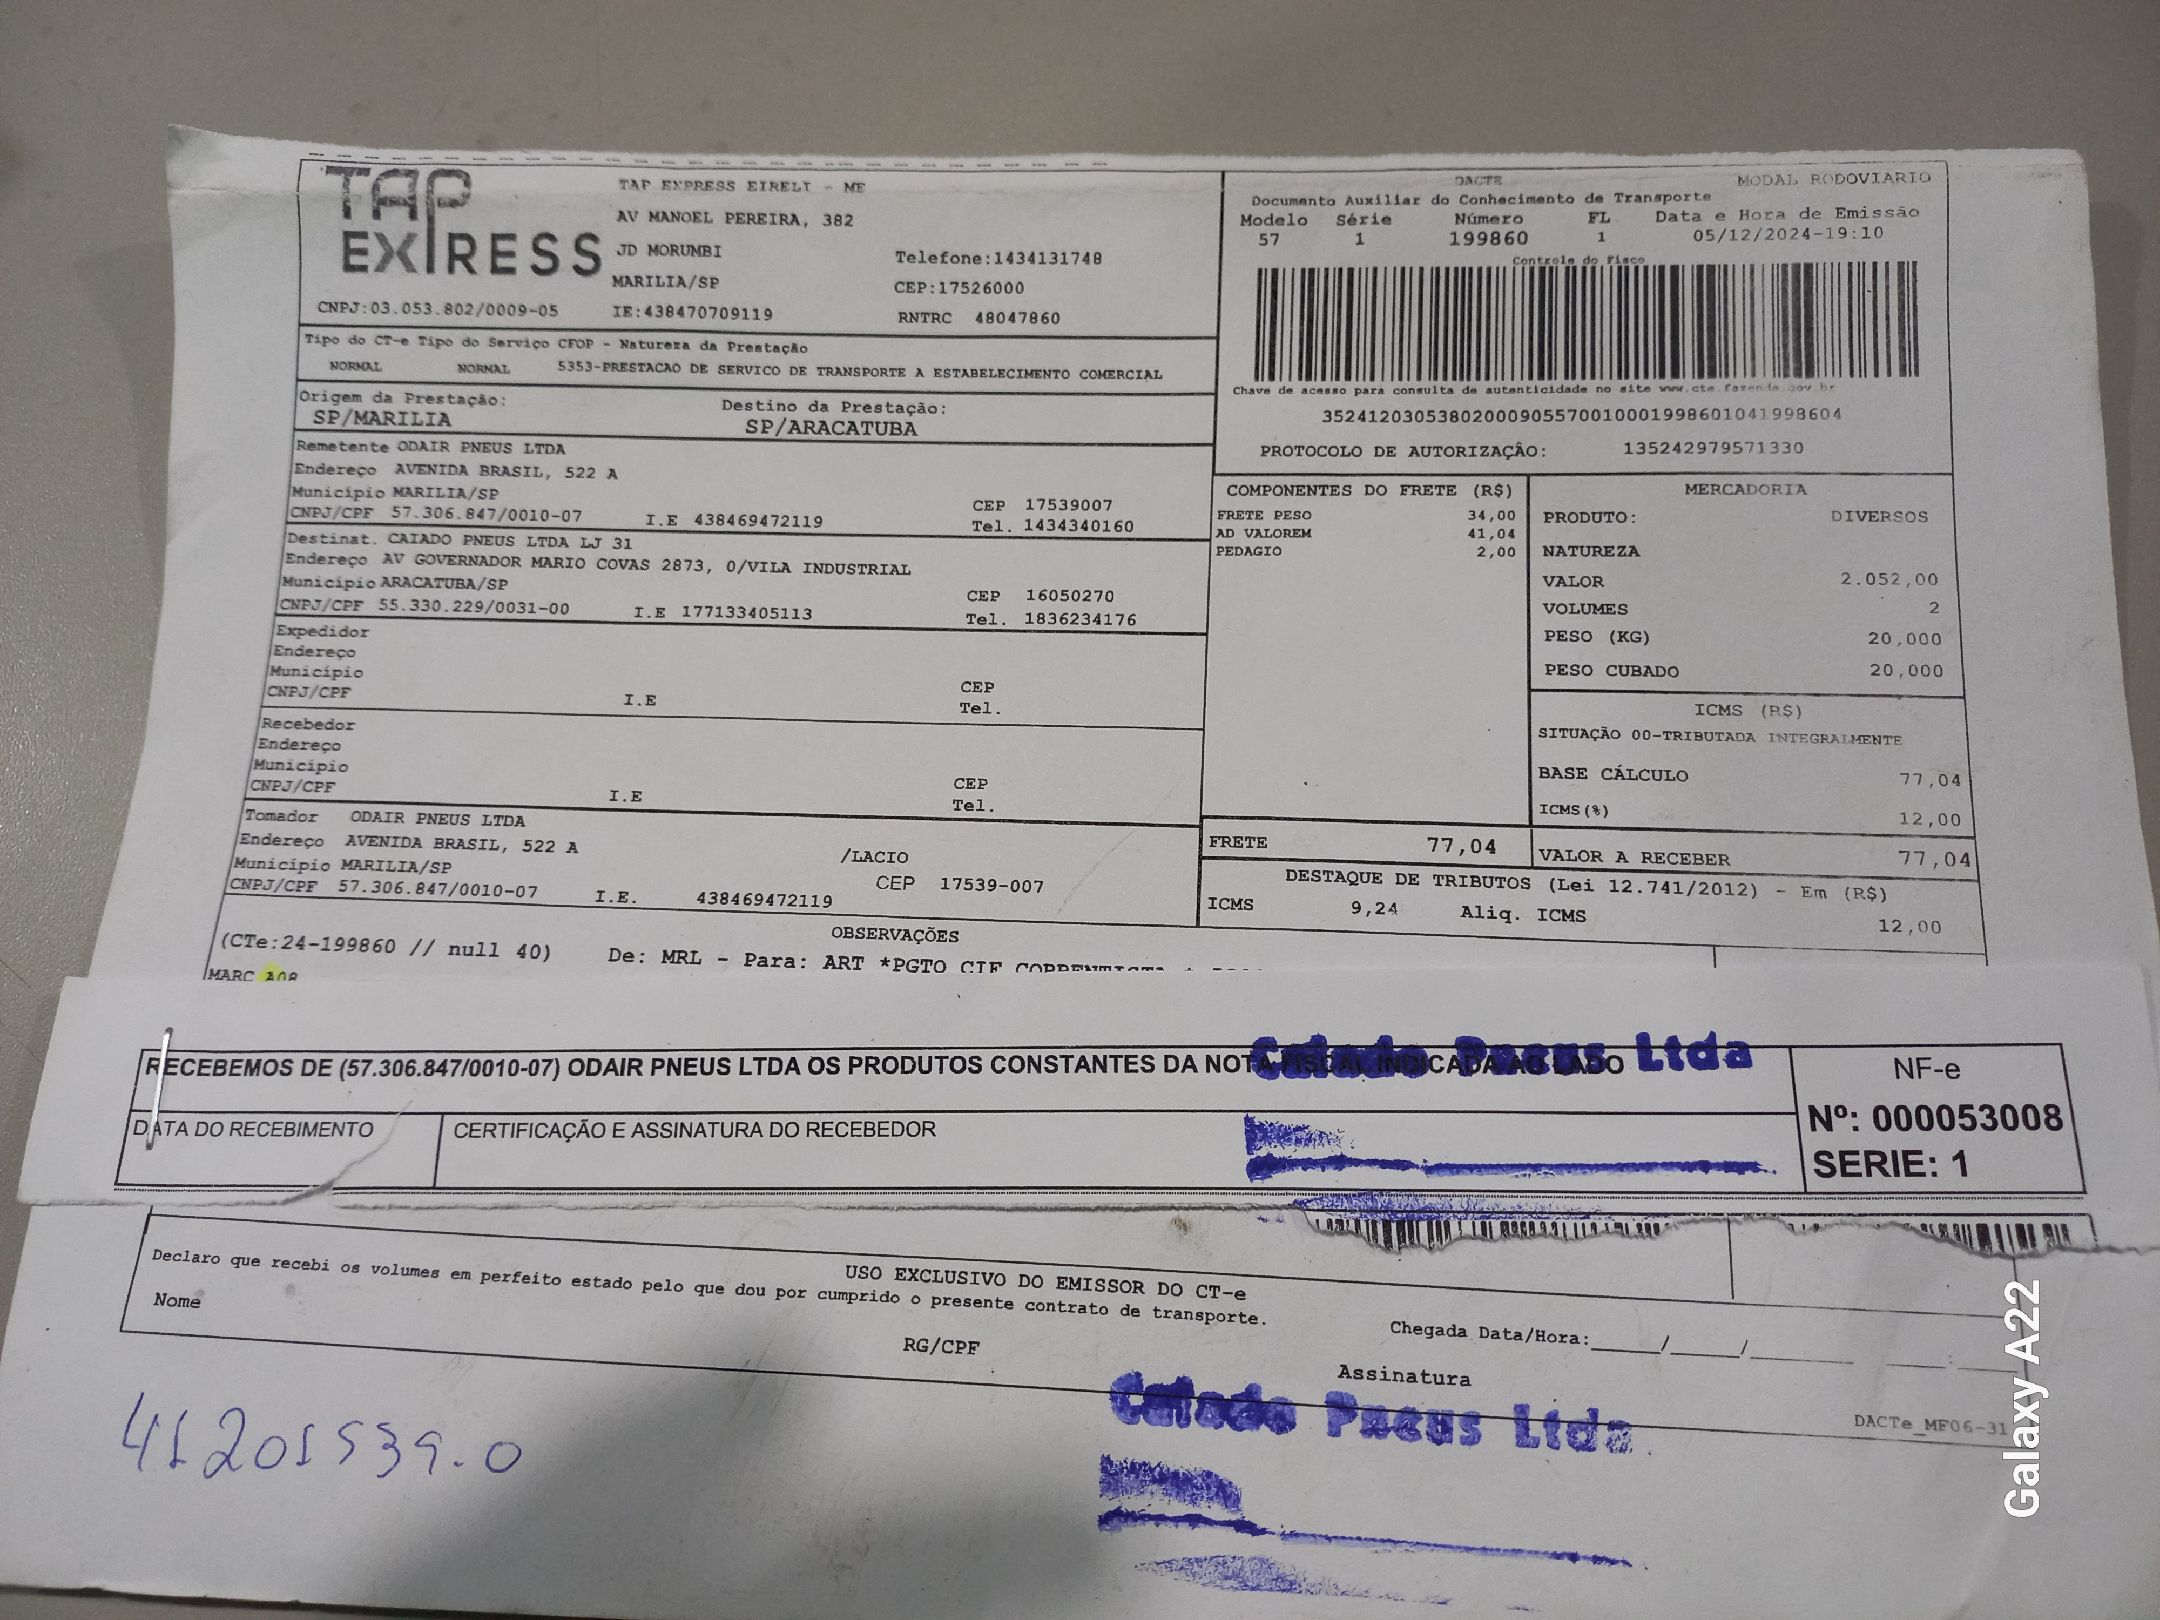 TAP
EXPRESS
TAP EXPRESS EIRELI - ME
AV MANOEL PEREIRA, 382
JD MORUMBI
Telefone:1434131748
MARILIA/SP
CEP:17526000
CNPJ:03.053.802/0009-05 IE:438470709119
RNTRC 48047860
DACTE MODAL RODOVIARIO
Documento Auxiliar do Conhecimento de Transporte
Modelo Série Número FL Data e Hora de Emissão
57 1 199860 1 05/12/2024-19:10
Controle do Fisco
Chave de acesso para consulta de autenticidade no site www.cte.fazenda.gov.br
35241203053802000905570010001998601041998604
PROTOCOLO DE AUTORIZAÇÂO: 135242979571330
Tipo do CT-e Tipo do Serviço CFOP - Natureza da Prestação
NORMAL NORMAL 5353-PRESTACAO DE SERVICO DE TRANSPORTE A ESTABELECIMENTO COMERCIAL
Origem da Prestação: Destino da Prestação:
SP/MARILIA SP/ARACATUBA
Remetente ODAIR PNEUS LTDA
Endereço AVENIDA BRASIL, 522 A
Município MARILIA/SP CEP 17539007
CNPJ/CPF 57.306.847/0010-07 I.E 438469472119 Tel. 1434340160
Destinat. CAIADO PNEUS LTDA LJ 31
Endereço AV GOVERNADOR MARIO COVAS 2873, 0/VILA INDUSTRIAL
Município ARACATUBA/SP CEP 16050270
CNPJ/CPF 55.330.229/0031-00 I.E 177133405113 Tel. 1836234176
Expedidor
Endereço
Município CEP
CNPJ/CPF I.E Tel.
Recebedor
Endereço
Município CEP
CNPJ/CPF I.E Tel.
Tomador ODAIR PNEUS LTDA
Endereço AVENIDA BRASIL, 522 A /LACIO
Município MARILIA/SP CEP 17539-007
CNPJ/CPF 57.306.847/0010-07 I.E. 438469472119
COMPONENTES DO FRETE (R$)
FRETE PESO 34,00
AD VALOREM 41,04
PEDAGIO 2,00
FRETE 77,04
MERCADORIA
PRODUTO: DIVERSOS
NATUREZA
VALOR 2.052,00
VOLUMES 2
PESO (KG) 20,000
PESO CUBADO 20,000
ICMS (R$)
SITUAÇÃO 00-TRIBUTADA INTEGRALMENTE
BASE CÁLCULO 77,04
ICMS(%) 12,00
VALOR A RECEBER 77,04
DESTAQUE DE TRIBUTOS (Lei 12.741/2012) - Em (R$)
ICMS 9,24 Aliq. ICMS 12,00
OBSERVAÇÕES
(CTe:24-199860 // null 40) De: MRL - Para: ART *PGTO CIF CORRENTISTA *
MARC A08
RECEBEMOS DE (57.306.847/0010-07) ODAIR PNEUS LTDA OS PRODUTOS CONSTANTES DA NOTA FISCAL INDICADA AO LADO
Caiado Pneus Ltda
DATA DO RECEBIMENTO CERTIFICAÇÃO E ASSINATURA DO RECEBEDOR
NF-e
Nº: 000053008
SERIE: 1
USO EXCLUSIVO DO EMISSOR DO CT-e
Declaro que recebi os volumes em perfeito estado pelo que dou por cumprido o presente contrato de transporte.
Nome RG/CPF Chegada Data/Hora:_____/_____/
Assinatura
Caiado Pneus Ltda
DACTe_MF06-31
41201539.0
Galaxy A22